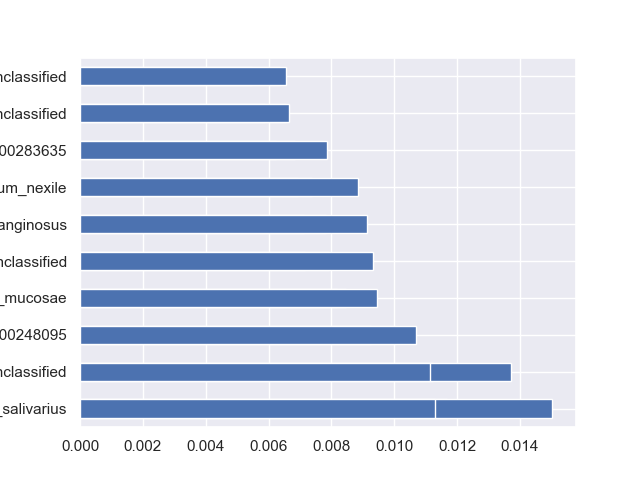 nclassified
nclassified
00283635
um_nexile
anginosus
nclassified
_mucosae
00248095
nclassified
_salivarius
0.000 0.002 0.004 0.006 0.008 0.010 0.012 0.014